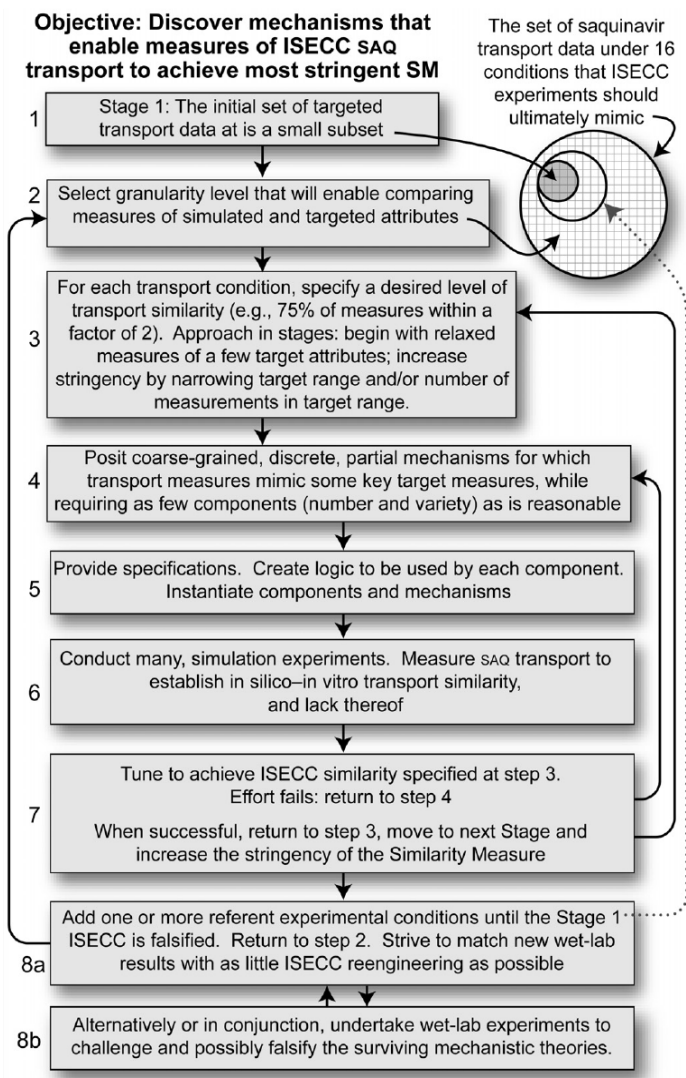 Objective: Discover mechanisms that
enable measures of ISECC SAQ
transport to achieve most stringent SM
The set of saquinavir
transport data under 16
conditions that ISECC
experiments should
ultimately mimic
1
Stage 1: The initial set of targeted
transport data at is a small subset
2
Select granularity level that will enable comparing
measures of simulated and targeted attributes
3
For each transport condition, specify a desired level of
transport similarity (e.g., 75% of measures within a
factor of 2).  Approach in stages: begin with relaxed
measures of a few target attributes; increase
stringency by narrowing target range and/or number of
measurements in target range.
4
Posit coarse-grained, discrete, partial mechanisms for which
transport measures mimic some key target measures, while
requiring as few components (number and variety) as is reasonable
5
Provide specifications.  Create logic to be used by each component.
Instantiate components and mechanisms
6
Conduct many, simulation experiments.  Measure SAQ transport to
establish in silico–in vitro transport similarity,
and lack thereof
7
Tune to achieve ISECC similarity specified at step 3.
Effort fails: return to step 4
When successful, return to step 3, move to next Stage and
increase the stringency of the Similarity Measure
8a
Add one or more referent experimental conditions until the Stage 1
ISECC is falsified.  Return to step 2.  Strive to match new wet-lab
results with as little ISECC reengineering as possible
8b
Alternatively or in conjunction, undertake wet-lab experiments to
challenge and possibly falsify the surviving mechanistic theories.